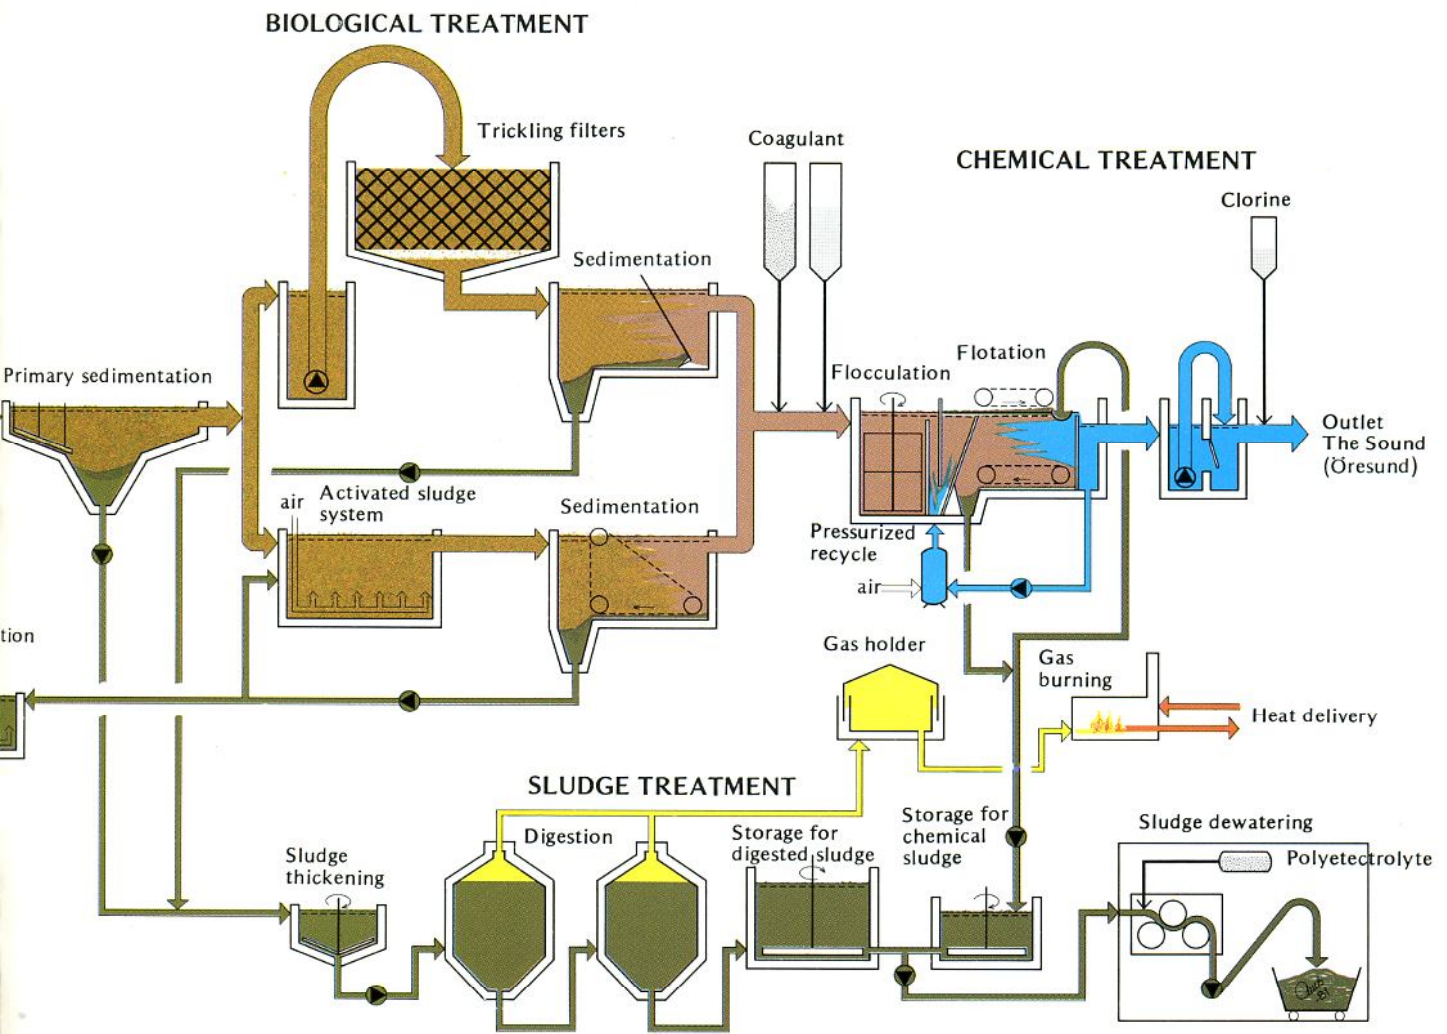 BIOLOGICAL TREATMENT
Trickling filters
Coagulant
CHEMICAL TREATMENT
Clorine
Sedimentation
Primary sedimentation
Flocculation
Flotation
Outlet
The Sound
(Öresund)
air
Activated sludge
system
Sedimentation
Pressurized
recycle
air
tion
Gas holder
Gas
burning
Heat delivery
SLUDGE TREATMENT
Digestion
Storage for
digested sludge
Storage for
chemical
sludge
Sludge dewatering
Polyetectrolyte
Sludge
thickening